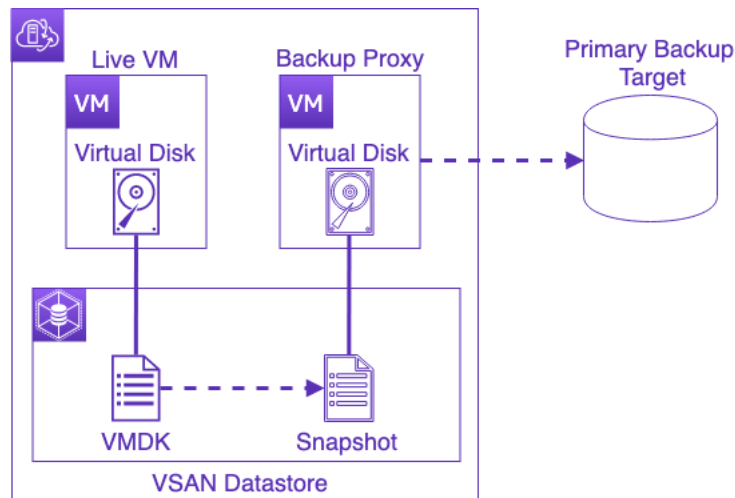 Live VM
Backup Proxy
Primary Backup
Target
VM
VM
Virtual Disk
Virtual Disk
VMDK
Snapshot
VSAN Datastore